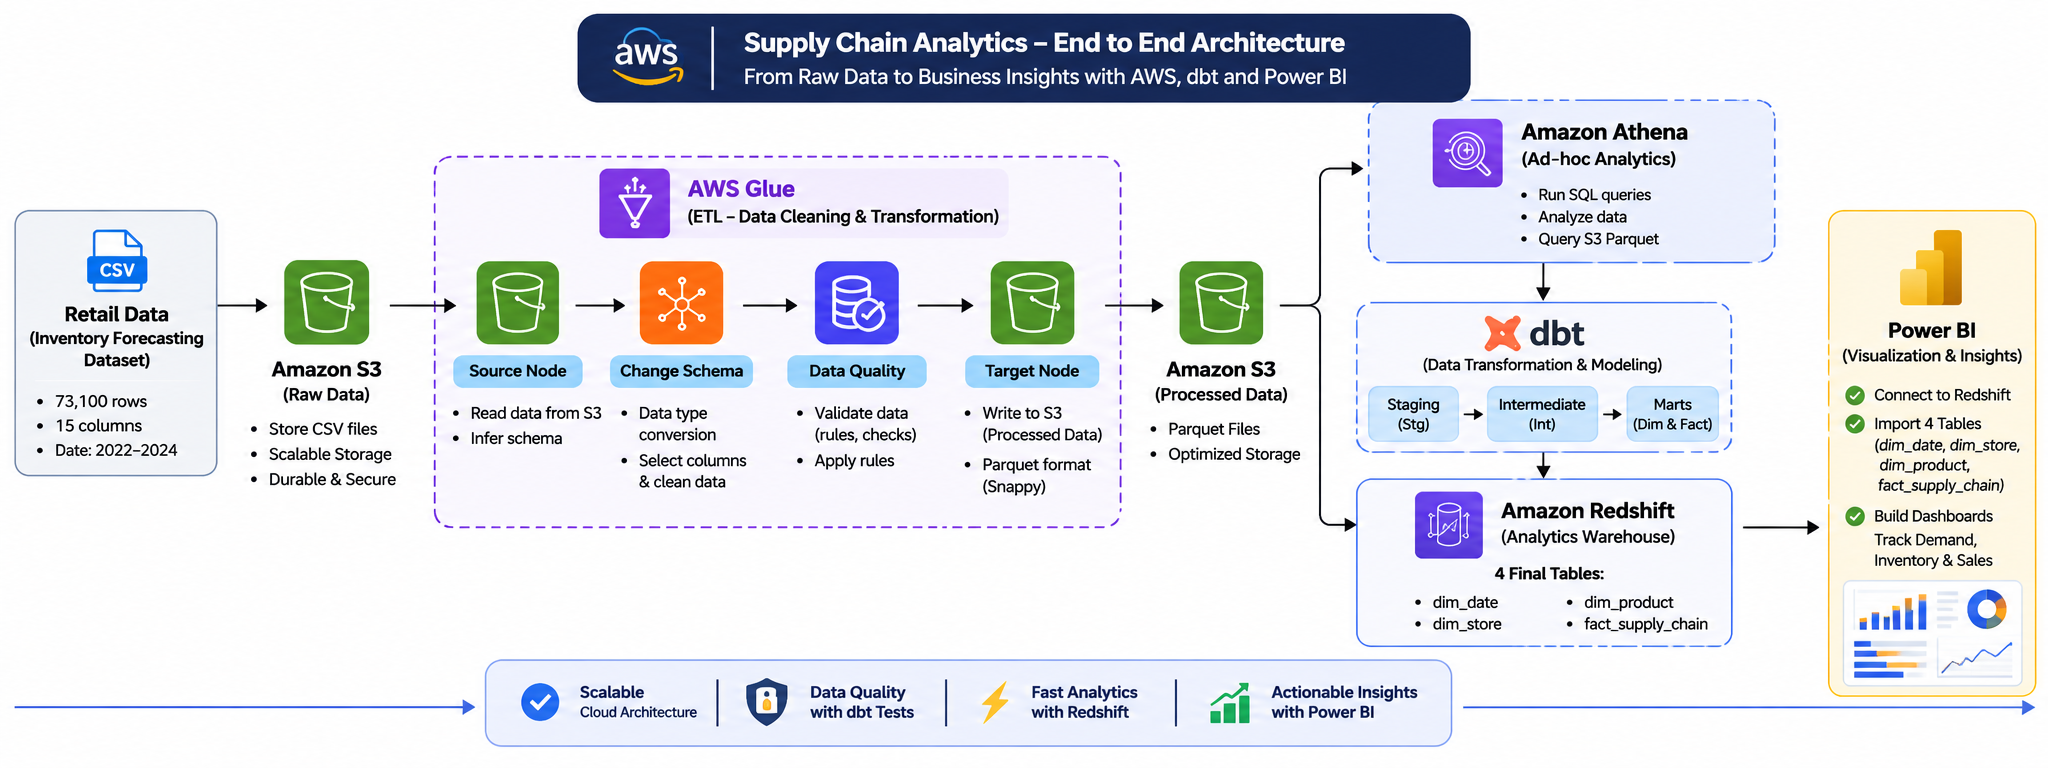 aws
Supply Chain Analytics – End to End Architecture
From Raw Data to Business Insights with AWS, dbt and Power BI
CSV
Retail Data
(Inventory Forecasting
Dataset)
• 73,100 rows
• 15 columns
• Date: 2022–2024
Amazon S3
(Raw Data)
• Store CSV files
• Scalable Storage
• Durable & Secure
AWS Glue
(ETL – Data Cleaning & Transformation)
Source Node
• Read data from S3
• Infer schema
Change Schema
• Data type
conversion
• Select columns
& clean data
Data Quality
• Validate data
(rules, checks)
• Apply rules
Target Node
• Write to S3
(Processed Data)
• Parquet format
(Snappy)
Amazon S3
(Processed Data)
• Parquet Files
• Optimized Storage
Amazon Athena
(Ad-hoc Analytics)
• Run SQL queries
• Analyze data
• Query S3 Parquet
dbt
(Data Transformation & Modeling)
Staging
(Stg)
Intermediate
(Int)
Marts
(Dim & Fact)
Amazon Redshift
(Analytics Warehouse)
4 Final Tables:
• dim_date
• dim_store
• dim_product
• fact_supply_chain
Power BI
(Visualization & Insights)
Connect to Redshift
Import 4 Tables
(dim_date, dim_store,
dim_product,
fact_supply_chain)
Build Dashboards
Track Demand,
Inventory & Sales
Scalable
Cloud Architecture
Data Quality
with dbt Tests
Fast Analytics
with Redshift
Actionable Insights
with Power BI